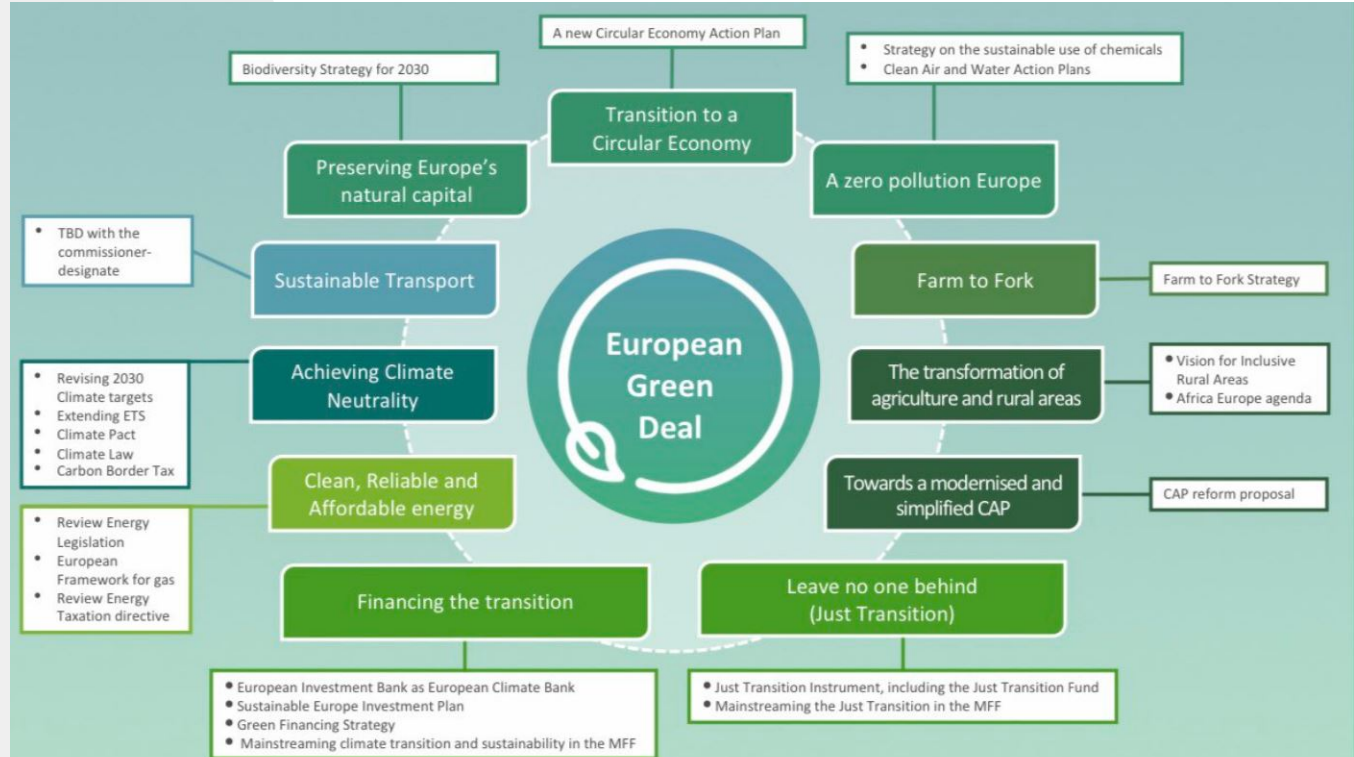 A new Circular Economy Action Plan
• Strategy on the sustainable use of chemicals
• Clean Air and Water Action Plans
Biodiversity Strategy for 2030
Transition to a
Circular Economy
Preserving Europe's
natural capital
A zero pollution Europe
• TBD with the
commissioner-
designate
Sustainable Transport
Farm to Fork
Farm to Fork Strategy
European
Green
Deal
• Revising 2030
Climate targets
• Extending ETS
• Climate Pact
• Climate Law
• Carbon Border Tax
Achieving Climate
Neutrality
The transformation of
agriculture and rural areas
• Vision for Inclusive
Rural Areas
• Africa Europe agenda
Clean, Reliable and
Affordable energy
Towards a modernised and
simplified CAP
CAP reform proposal
• Review Energy
Legislation
• European
Framework for gas
• Review Energy
Taxation directive
Financing the transition
Leave no one behind
(Just Transition)
• European Investment Bank as European Climate Bank
• Sustainable Europe Investment Plan
• Green Financing Strategy
• Mainstreaming climate transition and sustainability in the MFF
• Just Transition Instrument, including the Just Transition Fund
• Mainstreaming the Just Transition in the MFF